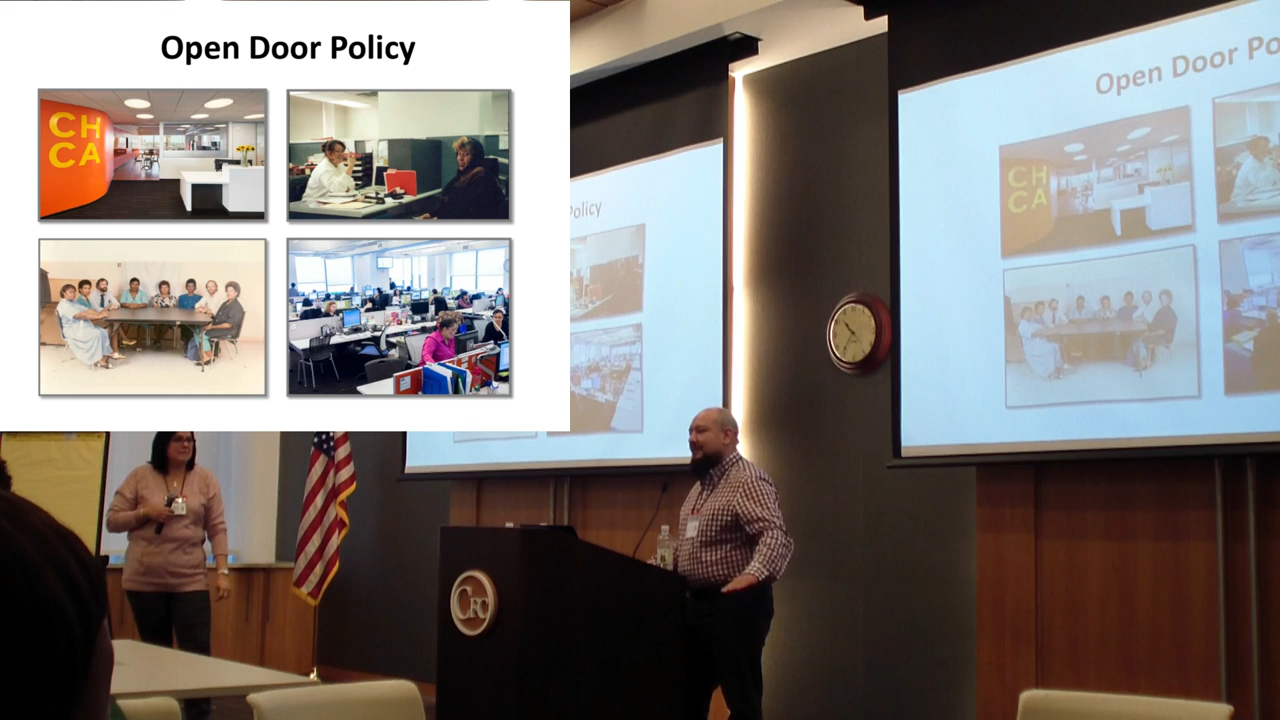 Open Door Policy
CH
CA
Policy
Open Door Po
CH
CA
CFC